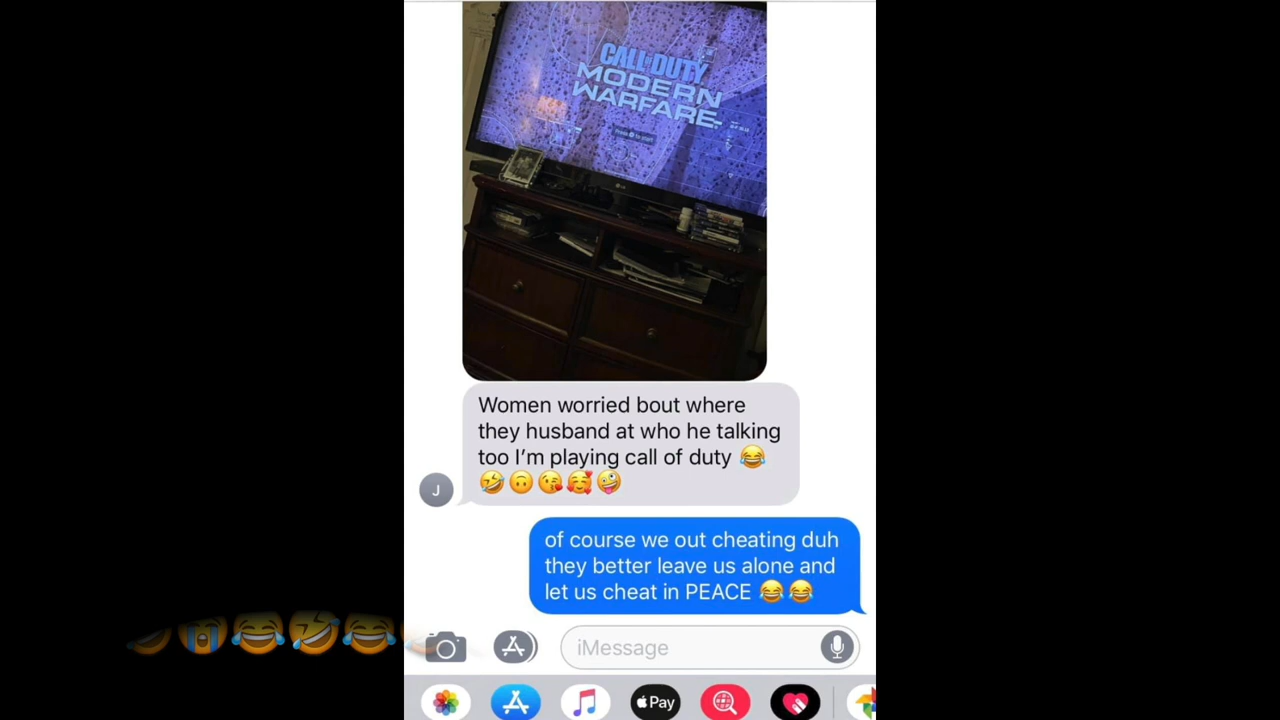 CALL OF DUTY
MODERN
WARFARE
LG
Women worried bout where
they husband at who he talking
too I’m playing call of duty 😂
🤣🙃😘🥰🤪
J
of course we out cheating duh
they better leave us alone and
let us cheat in PEACE 😂😂
iMessage
Pay